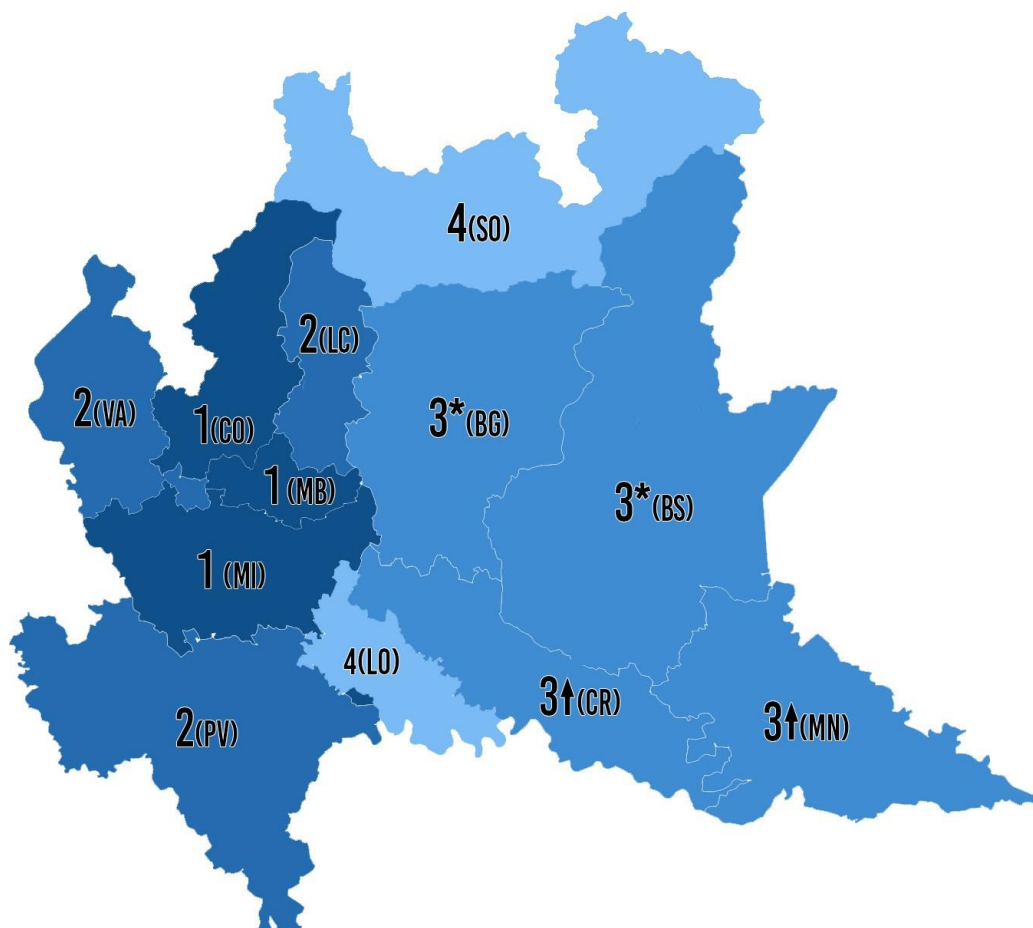 4(SO)
2(LC)
2(VA)
1(CO)
3*(BG)
1(MB)
3*(BS)
1(MI)
4(LO)
3↑(CR)
2(PV)
3↑(MN)